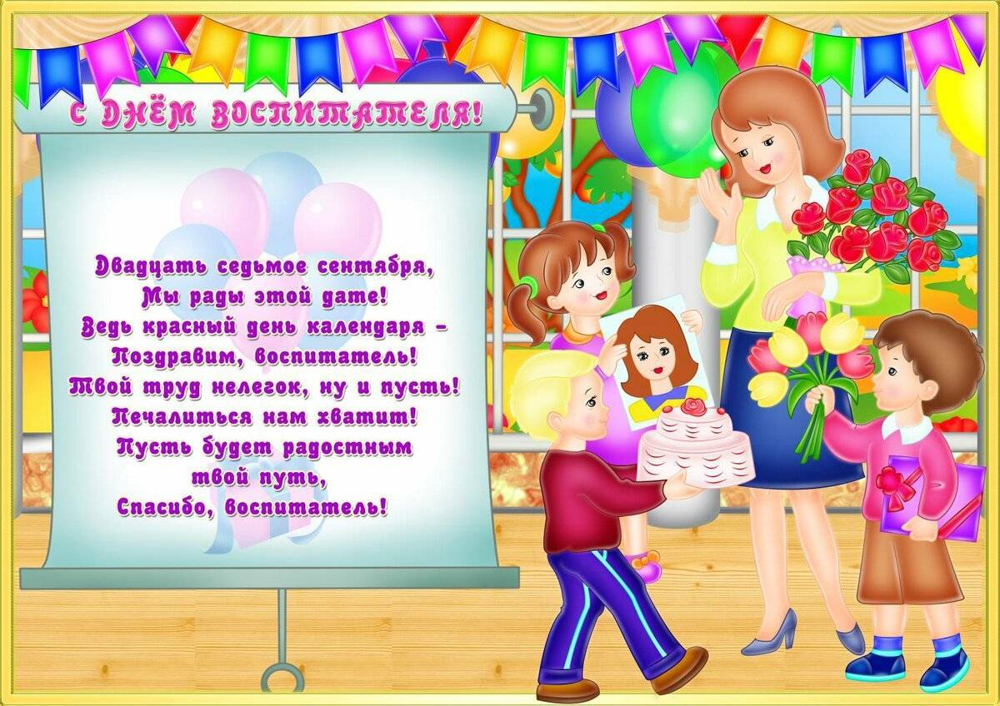 С ДНЁМ ВОСПИТАТЕЛЯ!
Двадцать седьмое сентября,
Мы рады этой дате!
Ведь красный день календаря –
Поздравим, воспитатель!
Твой труд нелегок, ну и пусть!
Печалиться нам хватит!
Пусть будет радостным
твой путь,
Спасибо, воспитатель!